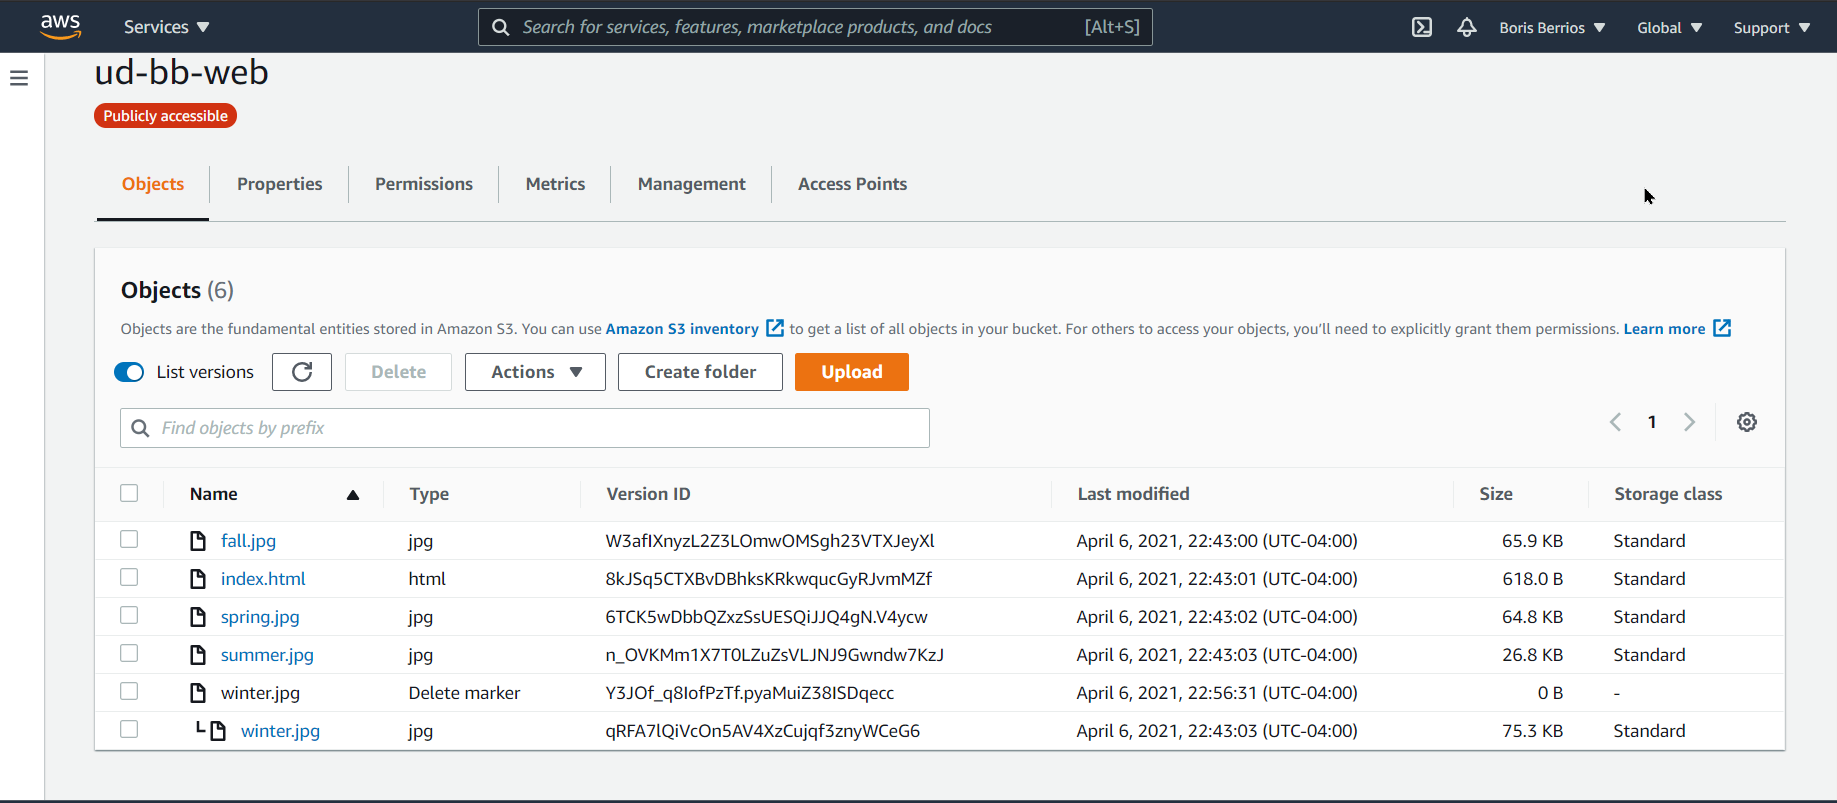 aws Services Search for services, features, marketplace products, and docs [Alt+S] Boris Berrios Global Support
ud-bb-web
Publicly accessible
Objects Properties Permissions Metrics Management Access Points
Objects (6)
Objects are the fundamental entities stored in Amazon S3. You can use Amazon S3 inventory to get a list of all objects in your bucket. For others to access your objects, you'll need to explicitly grant them permissions. Learn more
List versions Delete Actions Create folder Upload
Find objects by prefix 1
Name Type Version ID Last modified Size Storage class
fall.jpg jpg W3afIXnyzL2Z3LOmwOMSgh23VTXJeyXl April 6, 2021, 22:43:00 (UTC-04:00) 65.9 KB Standard
index.html html 8kJSq5CTXBvDBhksKRkwqucGyRJvmMZf April 6, 2021, 22:43:01 (UTC-04:00) 618.0 B Standard
spring.jpg jpg 6TCK5wDbbQZxzSsUESQiJJQ4gN.V4ycw April 6, 2021, 22:43:02 (UTC-04:00) 64.8 KB Standard
summer.jpg jpg n_OVKMm1X7T0LZuZsVLJNJ9Gwndw7KzJ April 6, 2021, 22:43:03 (UTC-04:00) 26.8 KB Standard
winter.jpg Delete marker Y3JOf_q8IofPzTf.pyaMuiZ38ISDqecc April 6, 2021, 22:56:31 (UTC-04:00) 0 B -
winter.jpg jpg qRFA7lQiVcOn5AV4XzCujqf3znyWCeG6 April 6, 2021, 22:43:03 (UTC-04:00) 75.3 KB Standard